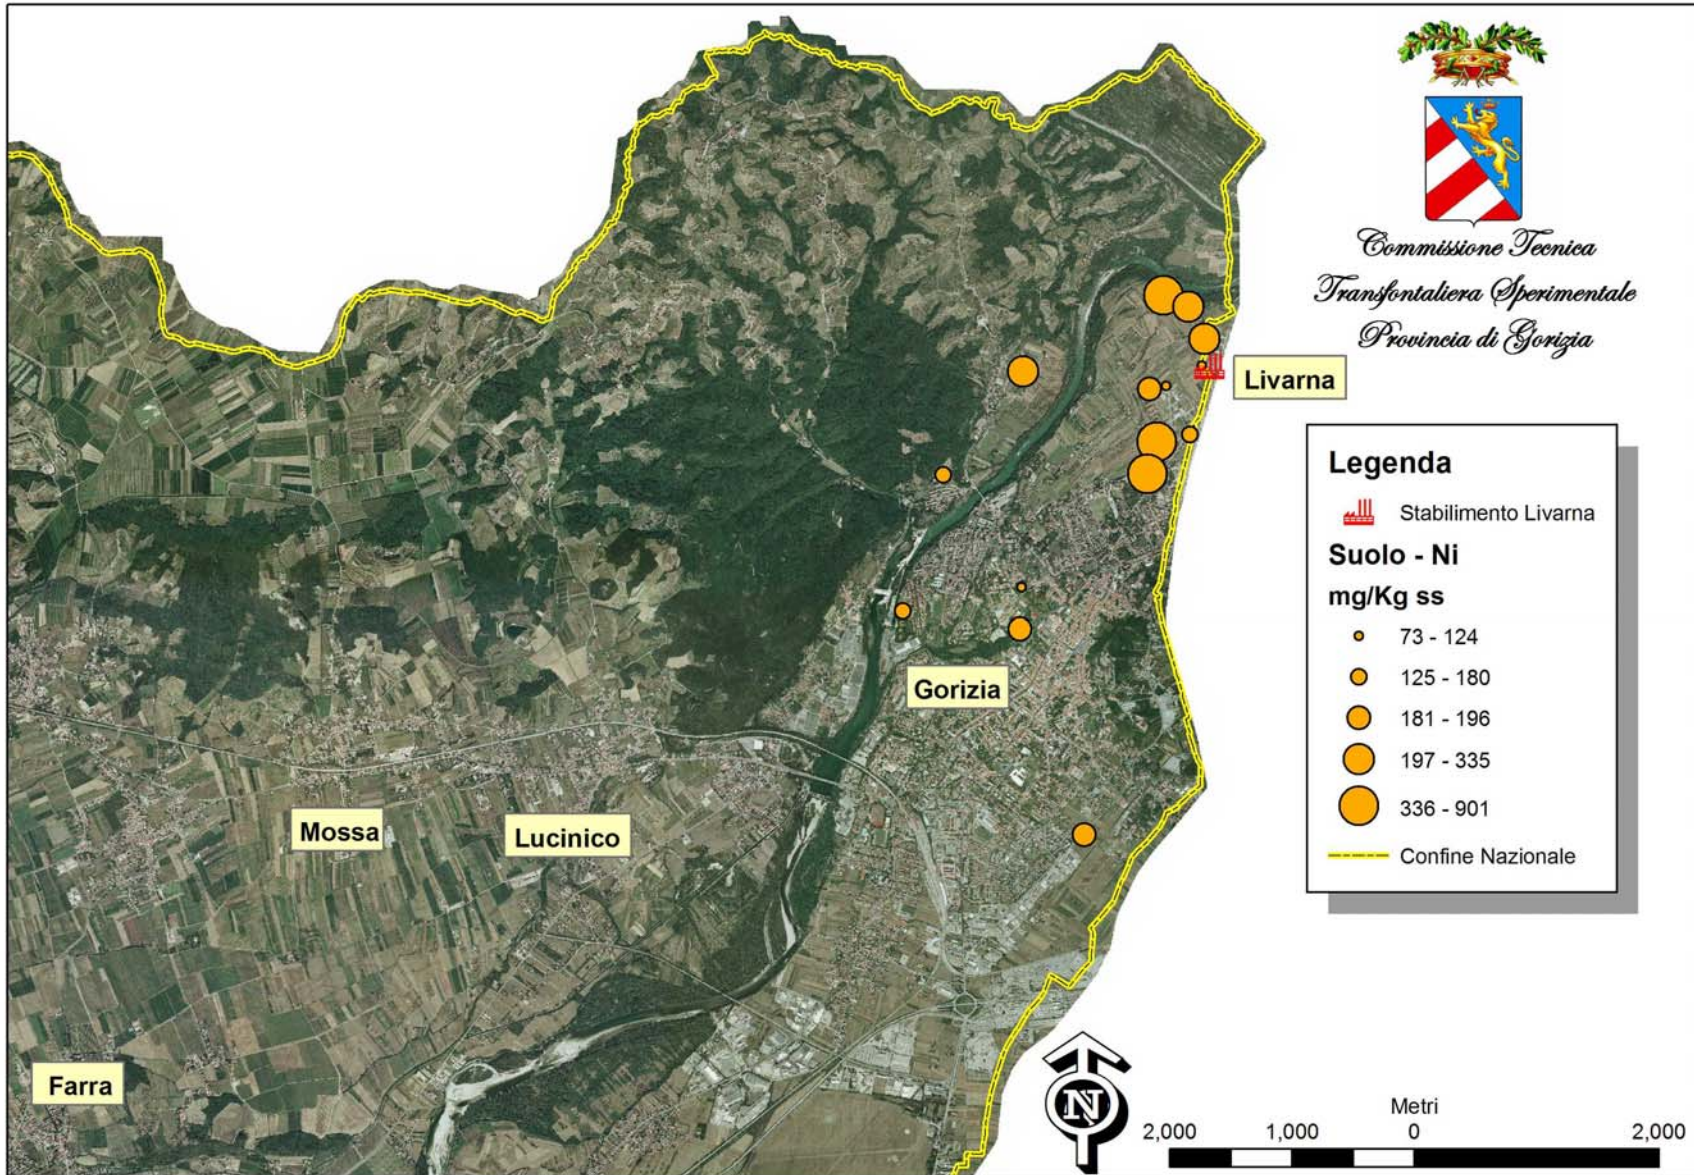 Commissione Tecnica
Transfontaliera Sperimentale
Provincia di Gorizia
Livarna
Legenda
Stabilimento Livarna
Suolo - Ni
mg/Kg ss
73 - 124
125 - 180
181 - 196
197 - 335
336 - 901
Confine Nazionale
Gorizia
Mossa
Lucinico
Farra
N
Metri
2,000 1,000 0 2,000